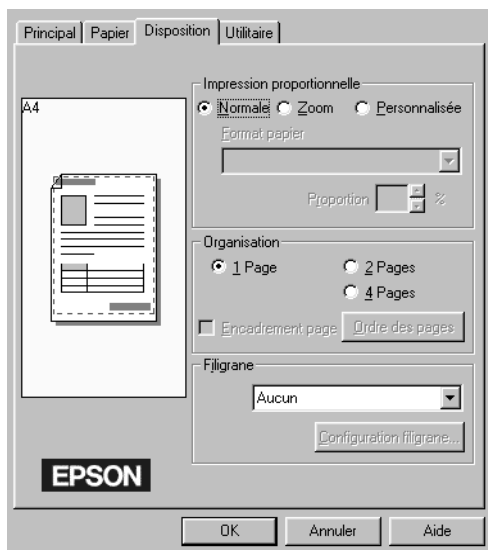 Principal Papier Disposition Utilitaire
A4
Impression proportionnelle
Normale Zoom Personnalisée
Format papier
Proportion %
Organisation
1 Page 2 Pages
4 Pages
Encadrement page Ordre des pages
Filigrane
Aucun
Configuration filigrane...
EPSON
OK Annuler Aide